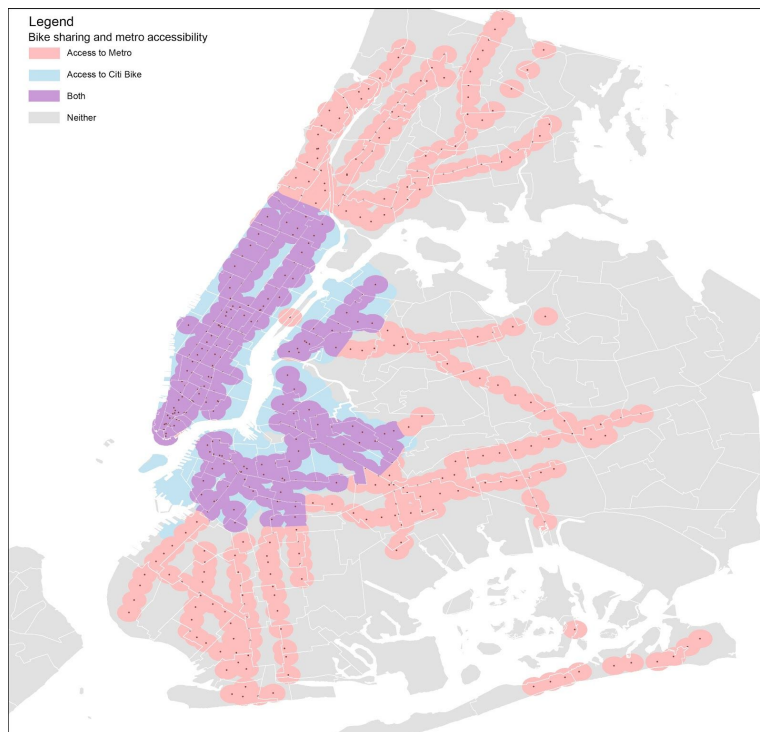 Legend
Bike sharing and metro accessibility
Access to Metro
Access to Citi Bike
Both
Neither